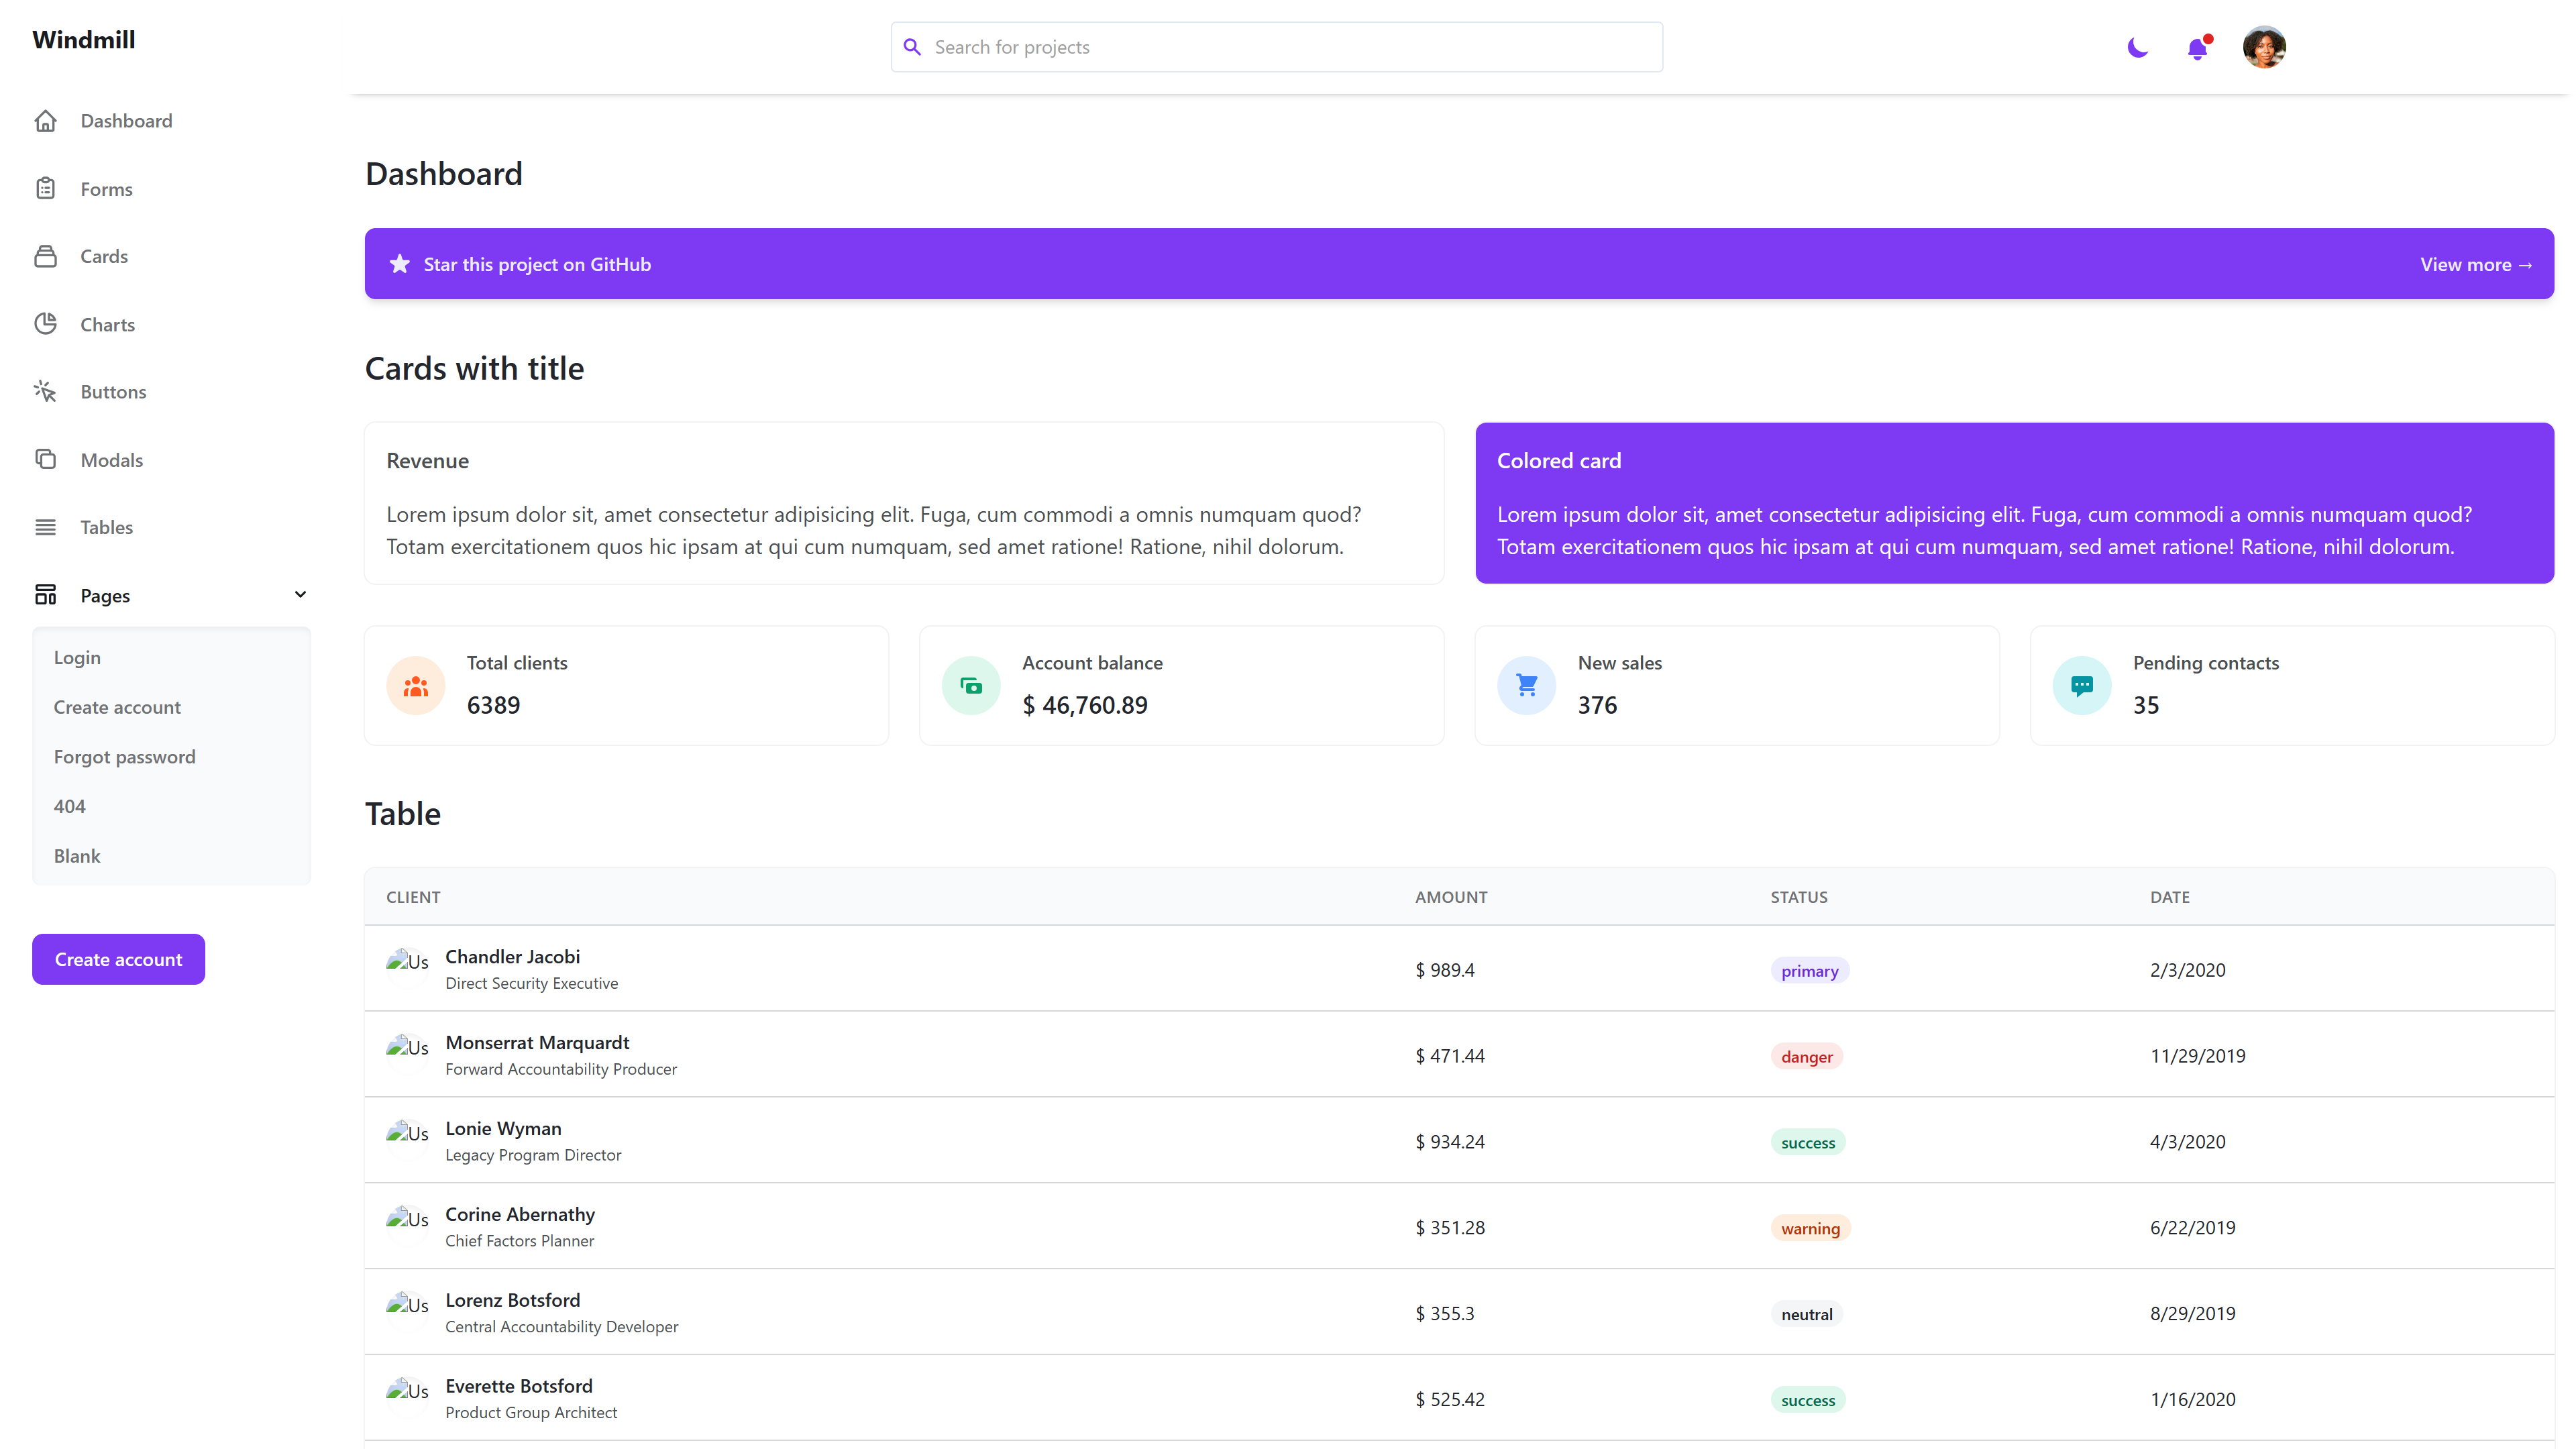 Windmill
Search for projects
Dashboard
Forms
Cards
Charts
Buttons
Modals
Tables
Pages
Login
Create account
Forgot password
404
Blank
Create account
Dashboard
Star this project on GitHub
View more →
Cards with title
Revenue
Lorem ipsum dolor sit, amet consectetur adipisicing elit. Fuga, cum commodi a omnis numquam quod?
Totam exercitationem quos hic ipsam at qui cum numquam, sed amet ratione! Ratione, nihil dolorum.
Colored card
Lorem ipsum dolor sit, amet consectetur adipisicing elit. Fuga, cum commodi a omnis numquam quod?
Totam exercitationem quos hic ipsam at qui cum numquam, sed amet ratione! Ratione, nihil dolorum.
Total clients
6389
Account balance
$ 46,760.89
New sales
376
Pending contacts
35
Table
CLIENT AMOUNT STATUS DATE
Us Chandler Jacobi
Direct Security Executive
$ 989.4 primary 2/3/2020
Us Monserrat Marquardt
Forward Accountability Producer
$ 471.44 danger 11/29/2019
Us Lonie Wyman
Legacy Program Director
$ 934.24 success 4/3/2020
Us Corine Abernathy
Chief Factors Planner
$ 351.28 warning 6/22/2019
Us Lorenz Botsford
Central Accountability Developer
$ 355.3 neutral 8/29/2019
Us Everette Botsford
Product Group Architect
$ 525.42 success 1/16/2020